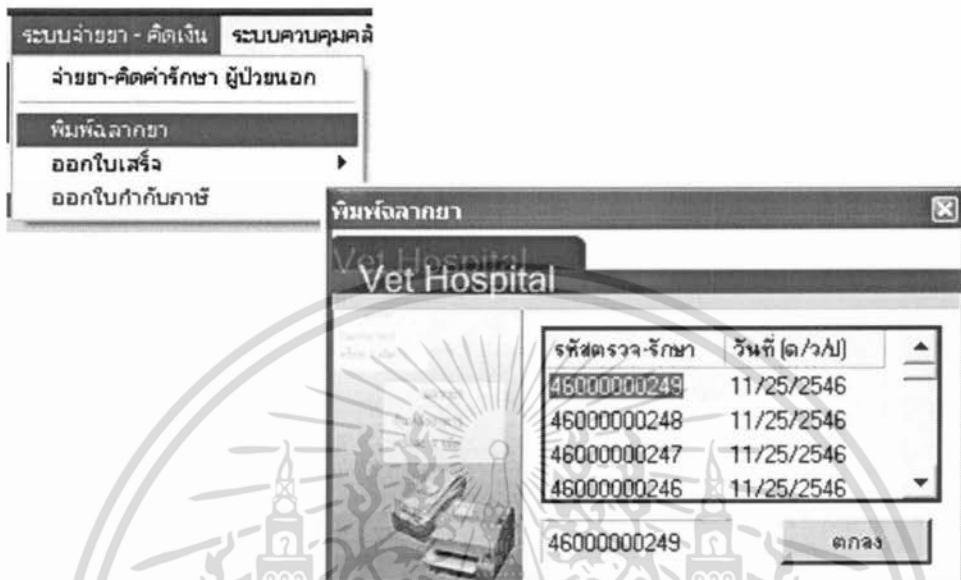 ระบบจ่ายยา - คิดเงิน ระบบควบคุมคลั
จ่ายยา-คิดค่ารักษา ผู้ป่วยนอก
พิมพ์ฉลากยา
ออกใบเสร็จ
ออกใบกำกับภาษี
พิมพ์ฉลากยา
Vet Hospital
Vet Hospital
รหัสตรวจ-รักษา วันที่ (ด/ว/ป)
46000000249 11/25/2546
46000000248 11/25/2546
46000000247 11/25/2546
46000000246 11/25/2546
46000000249 ตกลง